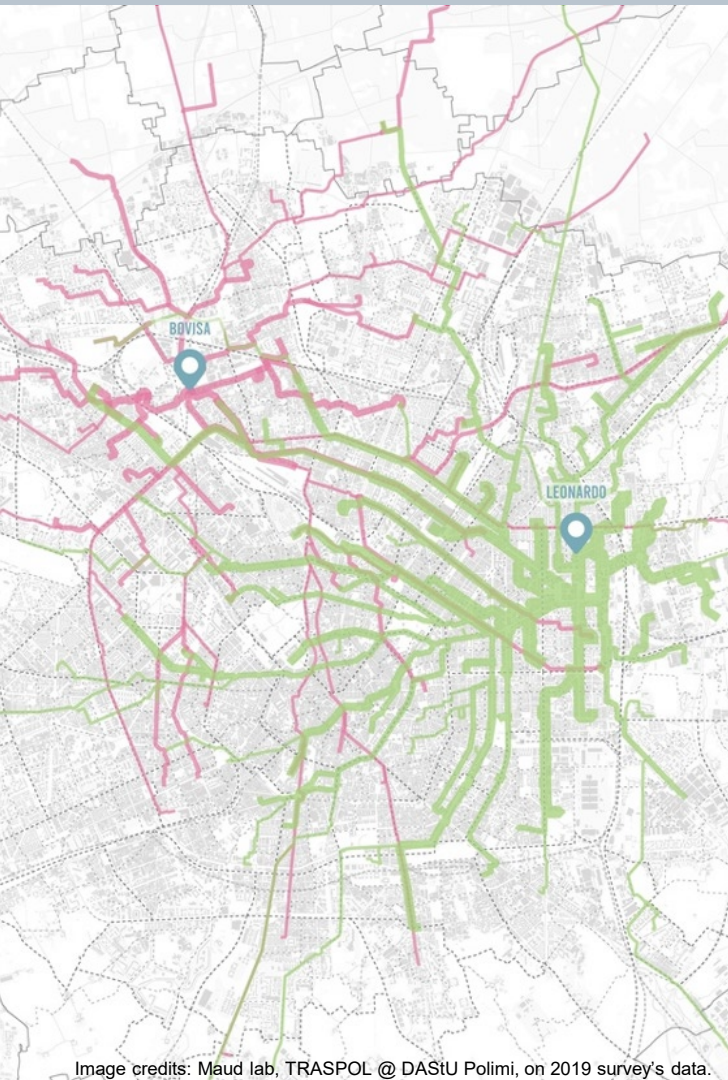 BOVISA
LEONARDO
Image credits: Maud lab, TRASPOL @ DAStU Polimi, on 2019 survey's data.